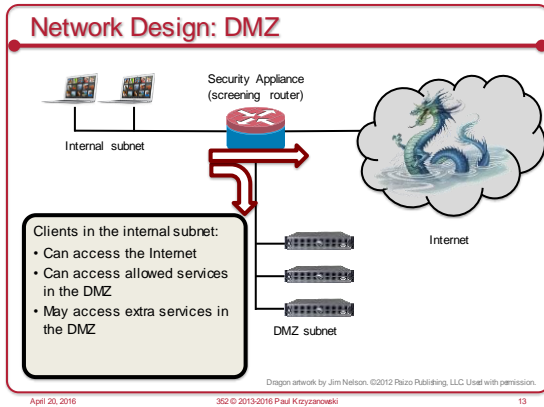 Network Design: DMZ
Security Appliance
(screening router)
Internal subnet
Internet
Clients in the internal subnet:
• Can access the Internet
• Can access allowed services
in the DMZ
• May access extra services in
the DMZ
DMZ subnet
Dragon artwork by Jim Nelson. ©2012 Paizo Publishing, LLC. Used with permission.
April 20, 2016
352 © 2013-2016 Paul Krzyzanowski
13